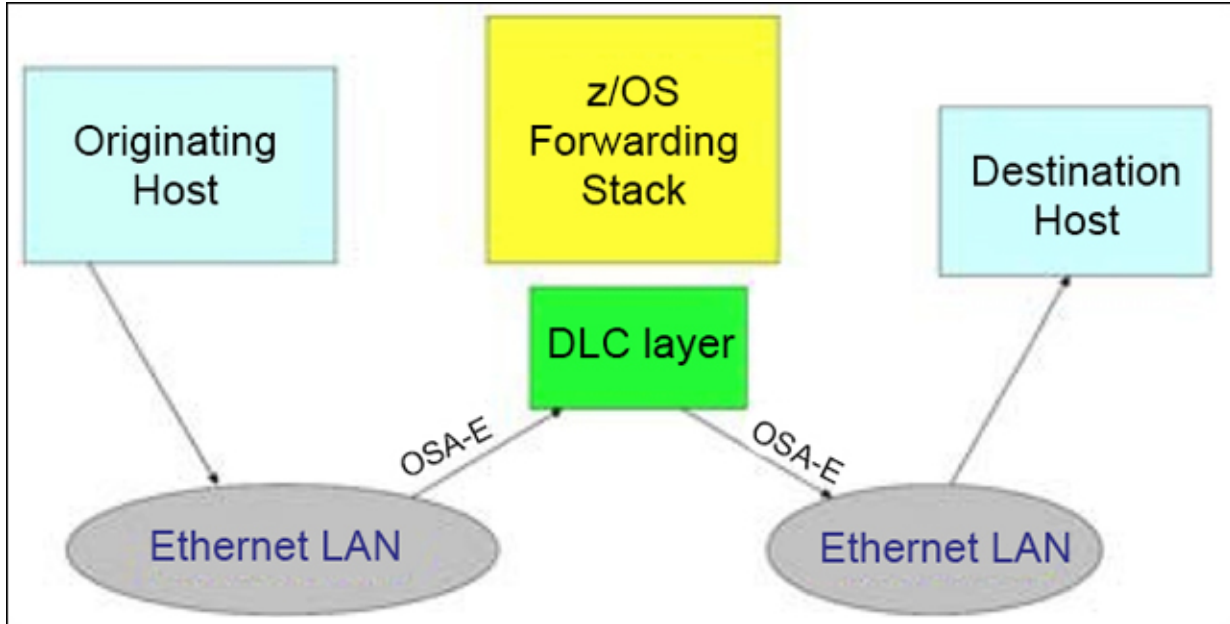 Originating
Host
z/OS
Forwarding
Stack
Destination
Host
DLC layer
OSA-E
OSA-E
Ethernet LAN
Ethernet LAN